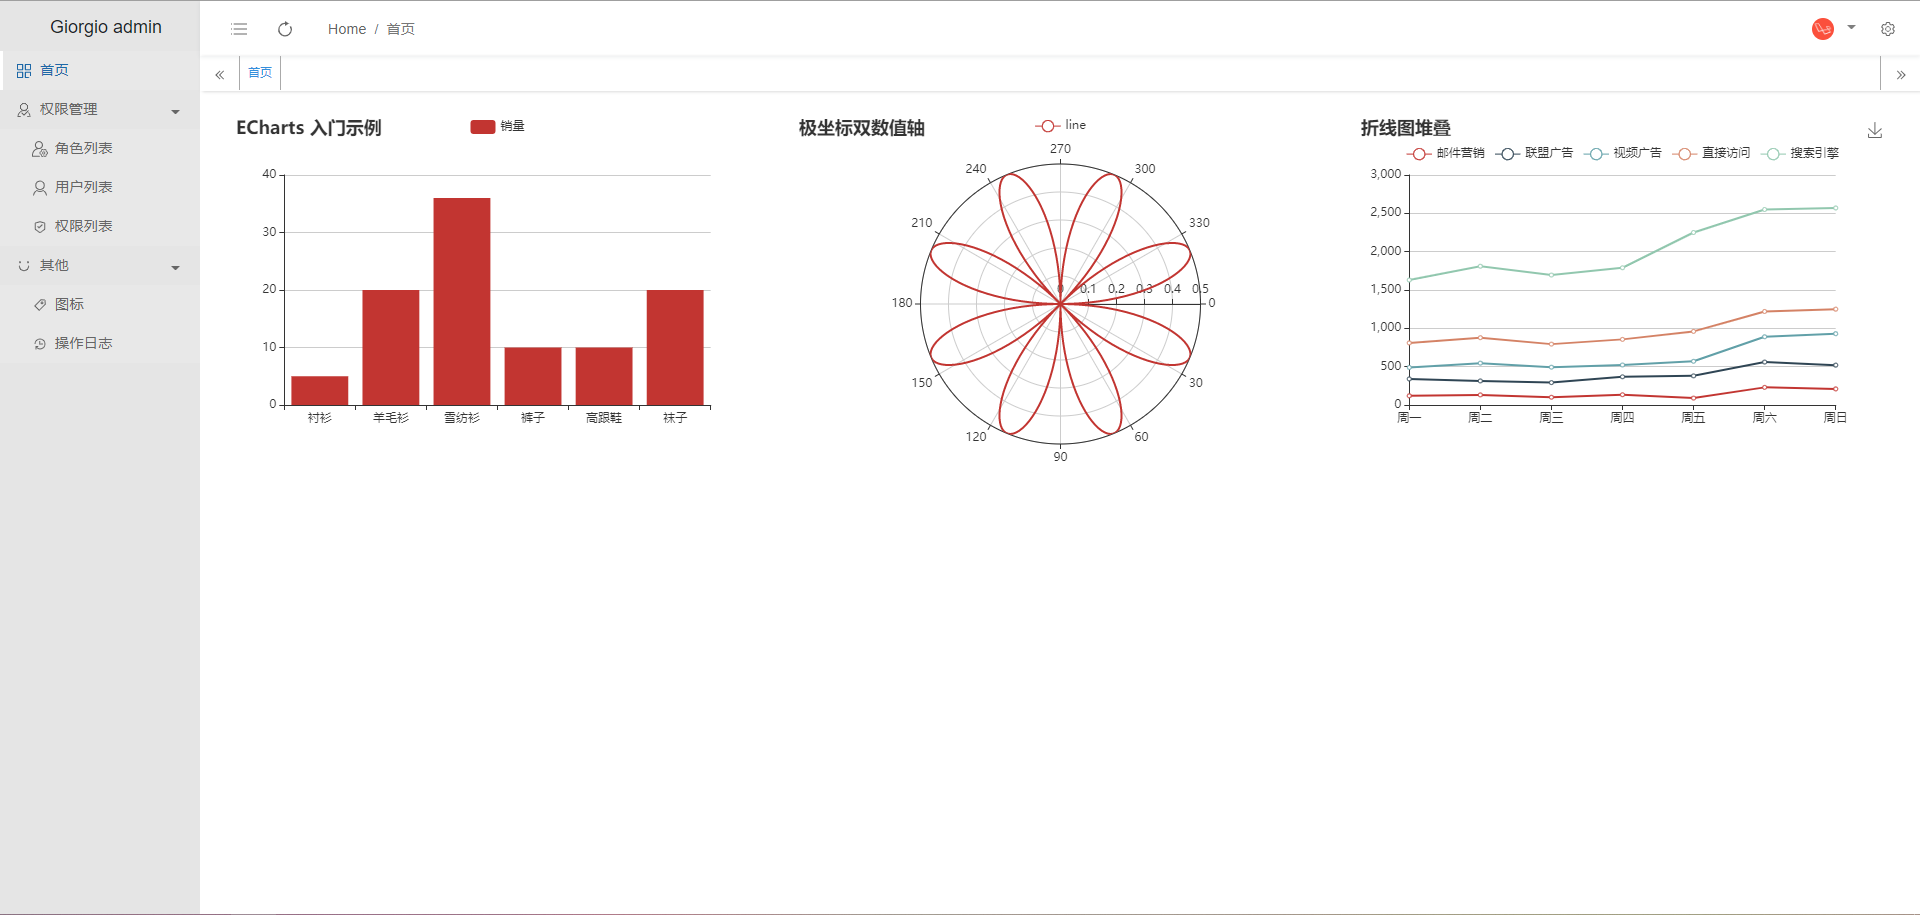 Giorgio admin
首页
权限管理
角色列表
用户列表
权限列表
其他
图标
操作日志
Home / 首页
首页
ECharts 入门示例
销量
40
30
20
10
0
衬衫 羊毛衫 雪纺衫 裤子 高跟鞋 袜子
极坐标双数值轴
line
270
240 300
210 330
0 0.1 0.2 0.3 0.4 0.5
180 0
150 30
120 60
90
折线图堆叠
邮件营销 联盟广告 视频广告 直接访问 搜索引擎
3,000
2,500
2,000
1,500
1,000
500
0
周一 周二 周三 周四 周五 周六 周日